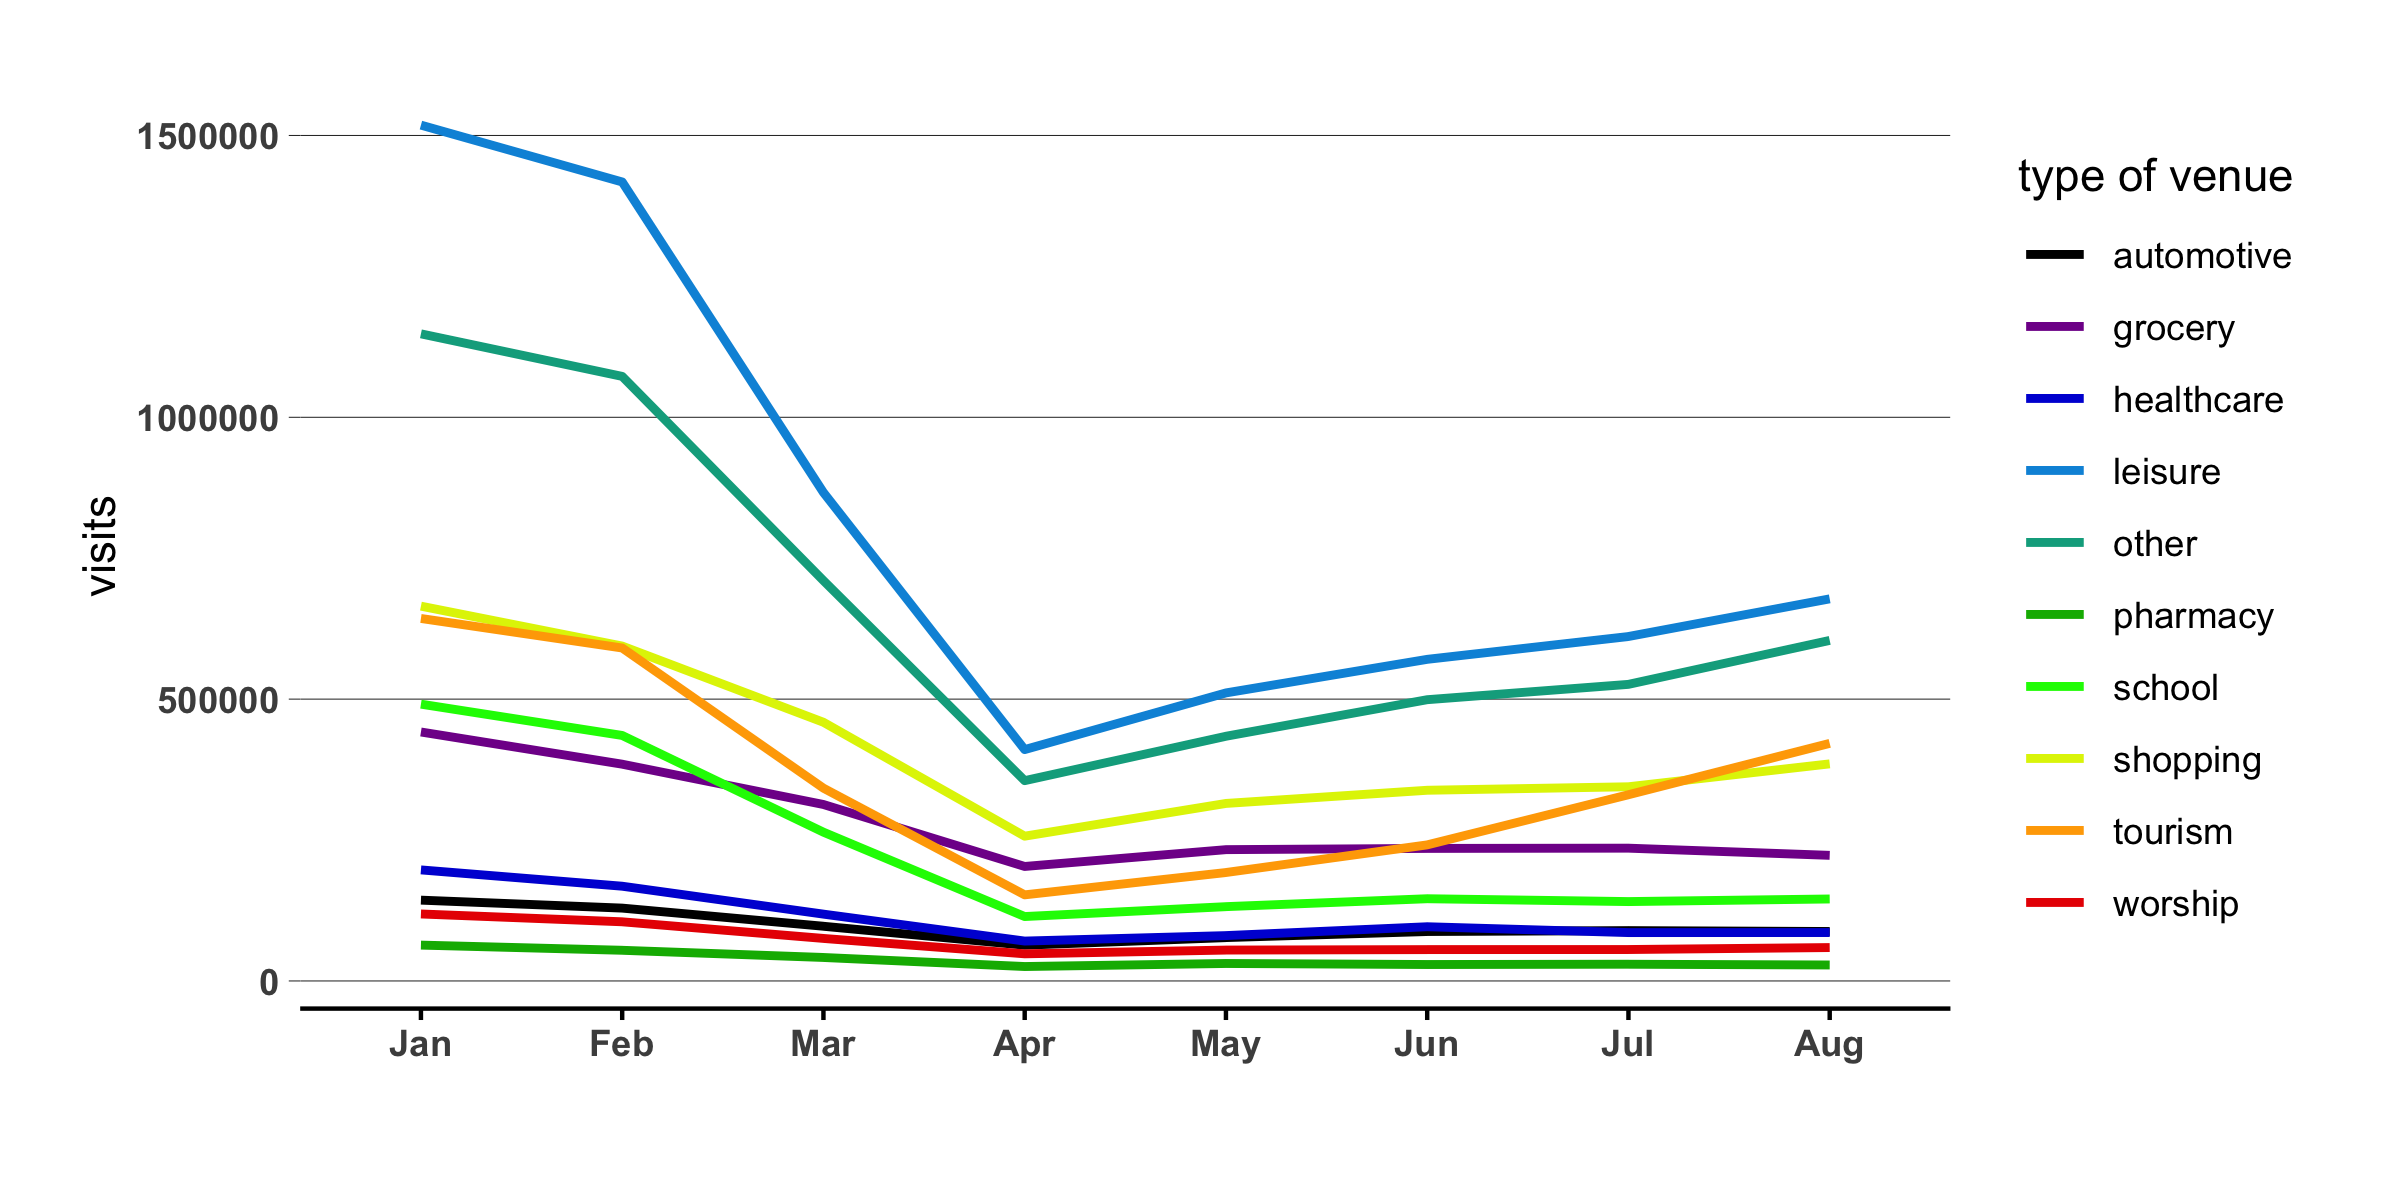 1500000
1000000
500000
0
visits
Jan Feb Mar Apr May Jun Jul Aug
type of venue
automotive
grocery
healthcare
leisure
other
pharmacy
school
shopping
tourism
worship